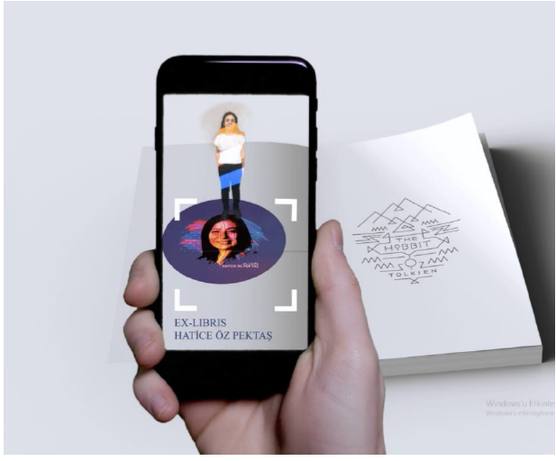 EX-LIBRIS
HATİCE ÖZ PEKTAŞ
THE
HOBBIT
TOLKIEN